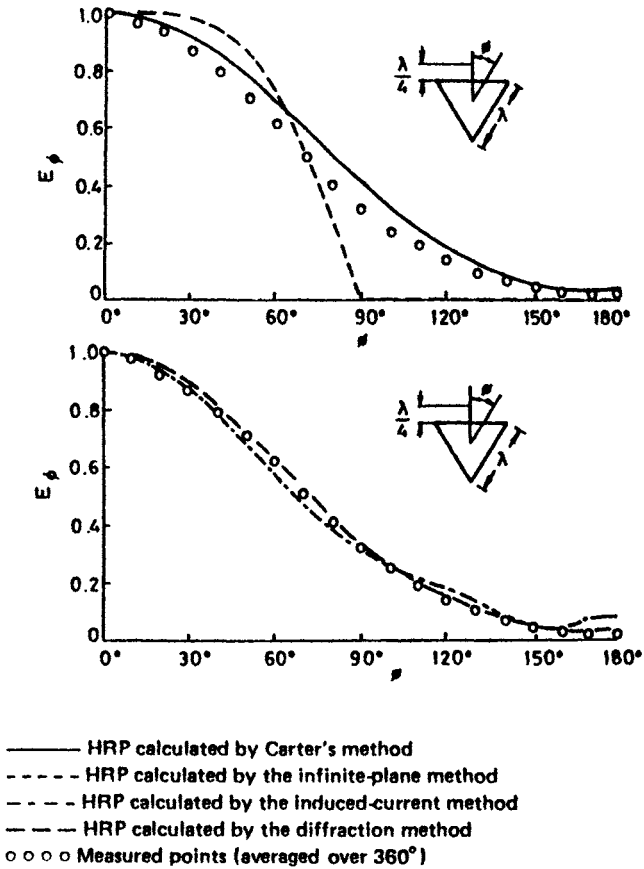 1.0
0.8
0.6
0.4
0.2
0
Eφ
0° 30° 60° 90° 120° 150° 180°
φ
λ/4
φ
λ
1.0
0.8
0.6
0.4
0.2
0
Eφ
0° 30° 60° 90° 120° 150° 180°
φ
λ/4
φ
λ
HRP calculated by Carter's method
HRP calculated by the infinite-plane method
HRP calculated by the induced-current method
HRP calculated by the diffraction method
Measured points (averaged over 360°)